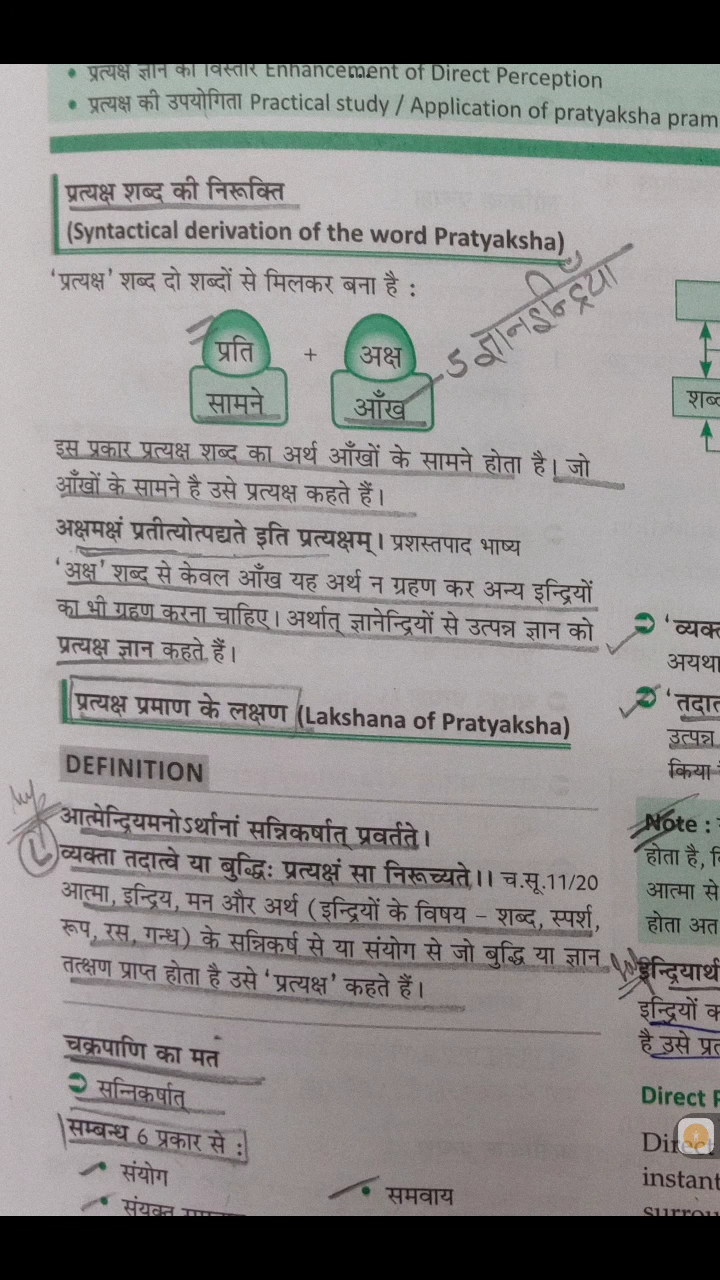 • प्रत्यक्ष ज्ञान का विस्तार Enhancement of Direct Perception
• प्रत्यक्ष की उपयोगिता Practical study / Application of pratyaksha pram
प्रत्यक्ष शब्द की निरूक्ति
(Syntactical derivation of the word Pratyaksha)
'प्रत्यक्ष' शब्द दो शब्दों से मिलकर बना है :
प्रति + अक्ष
सामने आँख
5 ज्ञानइन्द्रियाँ
इस प्रकार प्रत्यक्ष शब्द का अर्थ आँखों के सामने होता है। जो
आँखों के सामने है उसे प्रत्यक्ष कहते हैं।
अक्षमक्षं प्रतीत्योत्पद्यते इति प्रत्यक्षम्। प्रशस्तपाद भाष्य
'अक्ष' शब्द से केवल आँख यह अर्थ न ग्रहण कर अन्य इन्द्रियों
का भी ग्रहण करना चाहिए। अर्थात् ज्ञानेन्द्रियों से उत्पन्न ज्ञान को
प्रत्यक्ष ज्ञान कहते हैं।
प्रत्यक्ष प्रमाण के लक्षण (Lakshana of Pratyaksha)
DEFINITION
आत्मेन्द्रियमनोऽर्थानां सन्निकर्षात् प्रवर्तते।
व्यक्ता तदात्वे या बुद्धिः प्रत्यक्षं सा निरूच्यते।। च.सू.11/20
आत्मा, इन्द्रिय, मन और अर्थ (इन्द्रियों के विषय – शब्द, स्पर्श,
रूप, रस, गन्ध) के सन्निकर्ष से या संयोग से जो बुद्धि या ज्ञान
तत्क्षण प्राप्त होता है उसे 'प्रत्यक्ष' कहते हैं।
चक्रपाणि का मत
सन्निकर्षात्
सम्बन्ध 6 प्रकार से :
• संयोग
• समवाय
• संयुक्त
शब्द
'व्यक्
अयथा
'तदात
उत्पन्न
किया
Note :
होता है,
आत्मा से
होता अत
इन्द्रियार्थ
इन्द्रियों क
है उसे प्र
Direct P
Direct
instant
surrou